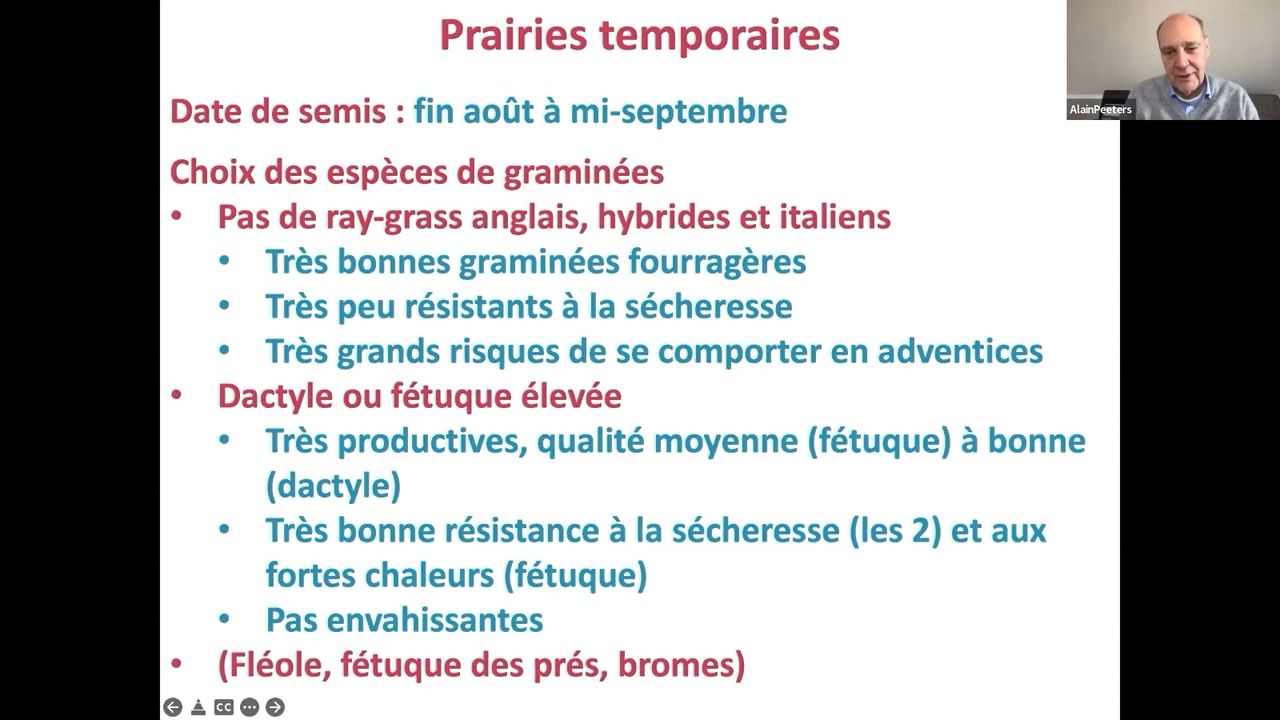 Prairies temporaires
AlainPeeters
Date de semis : fin août à mi-septembre
Choix des espèces de graminées
• Pas de ray-grass anglais, hybrides et italiens
• Très bonnes graminées fourragères
• Très peu résistants à la sécheresse
• Très grands risques de se comporter en adventices
• Dactyle ou fétuque élevée
• Très productives, qualité moyenne (fétuque) à bonne
(dactyle)
• Très bonne résistance à la sécheresse (les 2) et aux
fortes chaleurs (fétuque)
• Pas envahissantes
• (Fléole, fétuque des prés, bromes)
CC